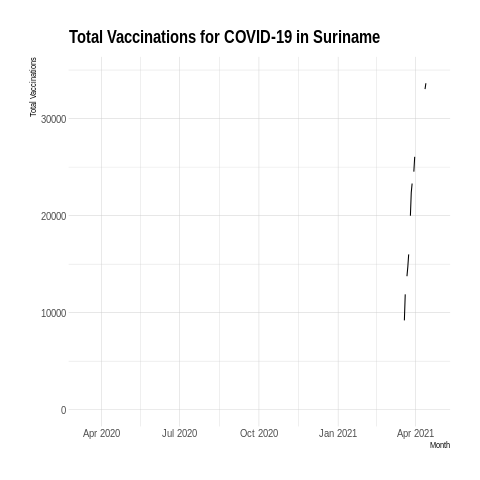 Total Vaccinations for COVID-19 in Suriname
Total Vaccinations
30000
20000
10000
0
Apr 2020 Jul 2020 Oct 2020 Jan 2021 Apr 2021
Month